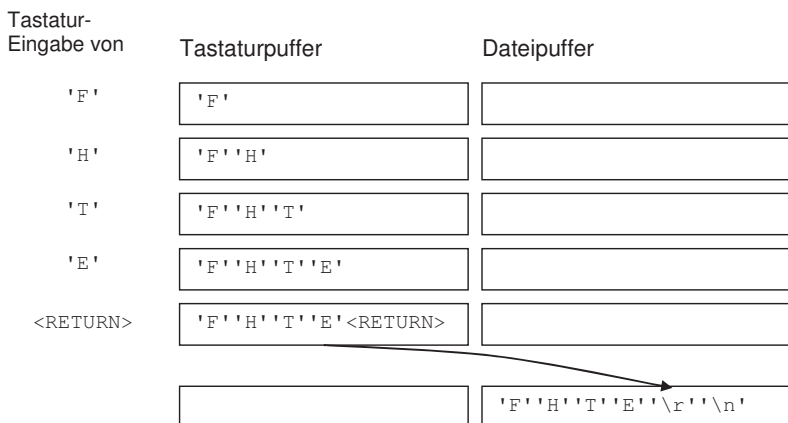 Tastatur-
Eingabe von Tastaturpuffer Dateipuffer
'F' 'F'
'H' 'F''H'
'T' 'F''H''T'
'E' 'F''H''T''E'
<RETURN> 'F''H''T''E'<RETURN>
'F''H''T''E''\r''\n'